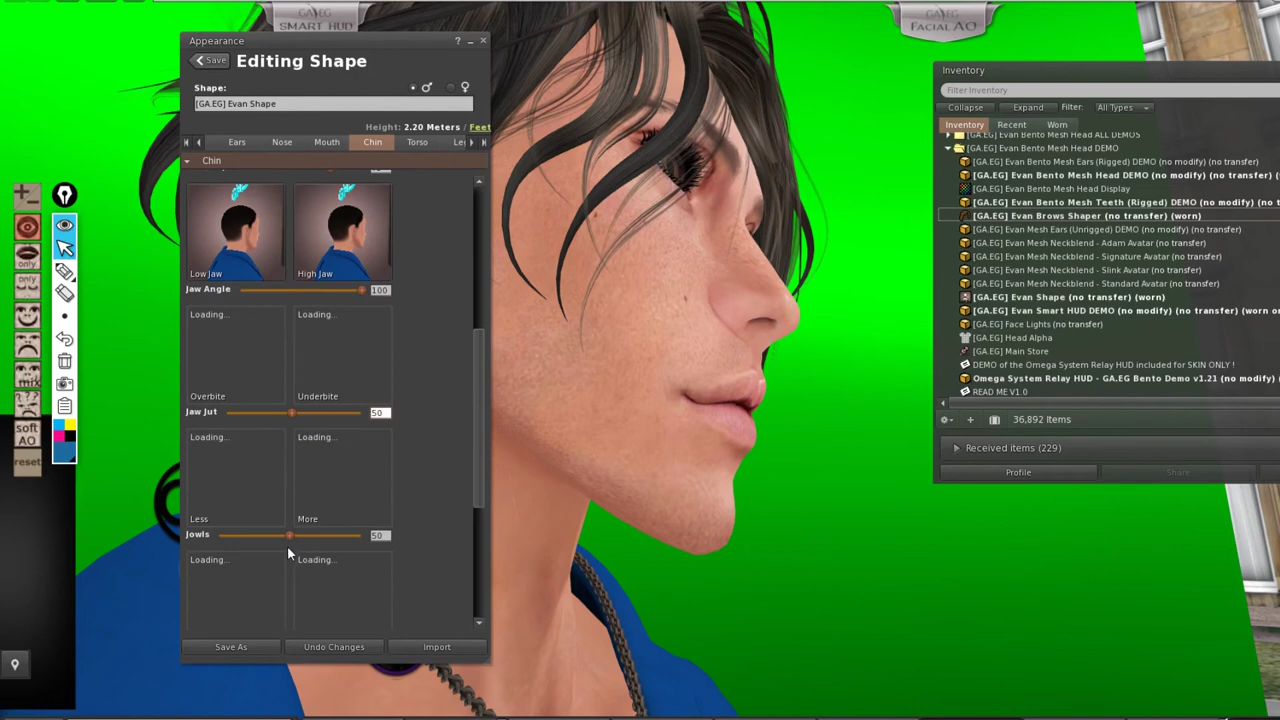 GA.EG
SMART HUD
GA.EG
FACIAL AO
Appearance
?
Save
Editing Shape
Shape:
[GA.EG] Evan Shape
Height: 2.20 Meters / Feet
Ears
Nose
Mouth
Chin
Torso
Chin
Low Jaw
High Jaw
Jaw Angle
100
Loading...
Loading...
Overbite
Underbite
Jaw Jut
50
Loading...
Loading...
Less
More
Jowls
50
Loading...
Loading...
Save As
Undo Changes
Import
only
only
mix
???
soft
AO
reset
Inventory
Filter Inventory
Collapse
Expand
Filter:
All Types
Inventory
Recent
Worn
[GA.EG] Evan Bento Mesh Head ALL DEMOS
[GA.EG] Evan Bento Mesh Head DEMO
[GA.EG] Evan Bento Mesh Ears (Rigged) DEMO (no modify) (no transfer)
[GA.EG] Evan Bento Mesh Head DEMO (no modify) (no transfer) (
[GA.EG] Evan Bento Mesh Head Display
[GA.EG] Evan Bento Mesh Teeth (Rigged) DEMO (no modify) (no t
[GA.EG] Evan Brows Shaper (no transfer) (worn)
[GA.EG] Evan Mesh Ears (Unrigged) DEMO (no modify) (no transfer)
[GA.EG] Evan Mesh Neckblend - Adam Avatar (no transfer)
[GA.EG] Evan Mesh Neckblend - Signature Avatar (no transfer)
[GA.EG] Evan Mesh Neckblend - Slink Avatar (no transfer)
[GA.EG] Evan Mesh Neckblend - Standard Avatar (no transfer)
[GA.EG] Evan Shape (no transfer) (worn)
[GA.EG] Evan Smart HUD DEMO (no modify) (no transfer) (worn o
[GA.EG] Face Lights (no transfer)
[GA.EG] Head Alpha
[GA.EG] Main Store
DEMO of the Omega System Relay HUD included for SKIN ONLY !
Omega System Relay HUD - GA.EG Bento Demo v1.21 (no modify)
READ ME V1.0
36,892 Items
Received items (229)
Profile
Share